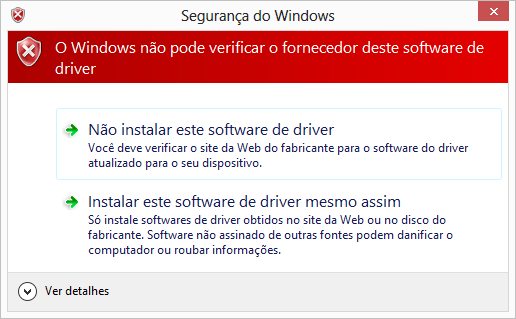 Segurança do Windows
O Windows não pode verificar o fornecedor deste software de
driver
Não instalar este software de driver
Você deve verificar o site da Web do fabricante para o software do driver
atualizado para o seu dispositivo.
Instalar este software de driver mesmo assim
Só instale softwares de driver obtidos no site da Web ou no disco do
fabricante. Software não assinado de outras fontes podem danificar o
computador ou roubar informações.
Ver detalhes